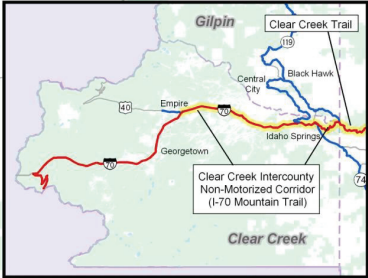 Gilpin
Clear Creek Trail
119
Black Hawk
Central
City
40
Empire
70
Idaho Springs
Georgetown
70
74
Clear Creek Intercounty
Non-Motorized Corridor
(I-70 Mountain Trail)
Clear Creek